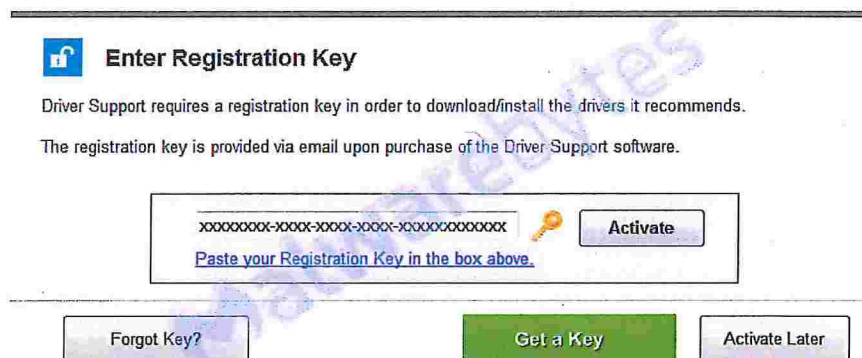 Enter Registration Key
Driver Support requires a registration key in order to download/install the drivers it recommends.
The registration key is provided via email upon purchase of the Driver Support software.
xxxxxxxx-xxxx-xxxx-xxxx-xxxxxxxxxxxx
Activate
Paste your Registration Key in the box above.
Forgot Key?
Get a Key
Activate Later
Malwarebytes